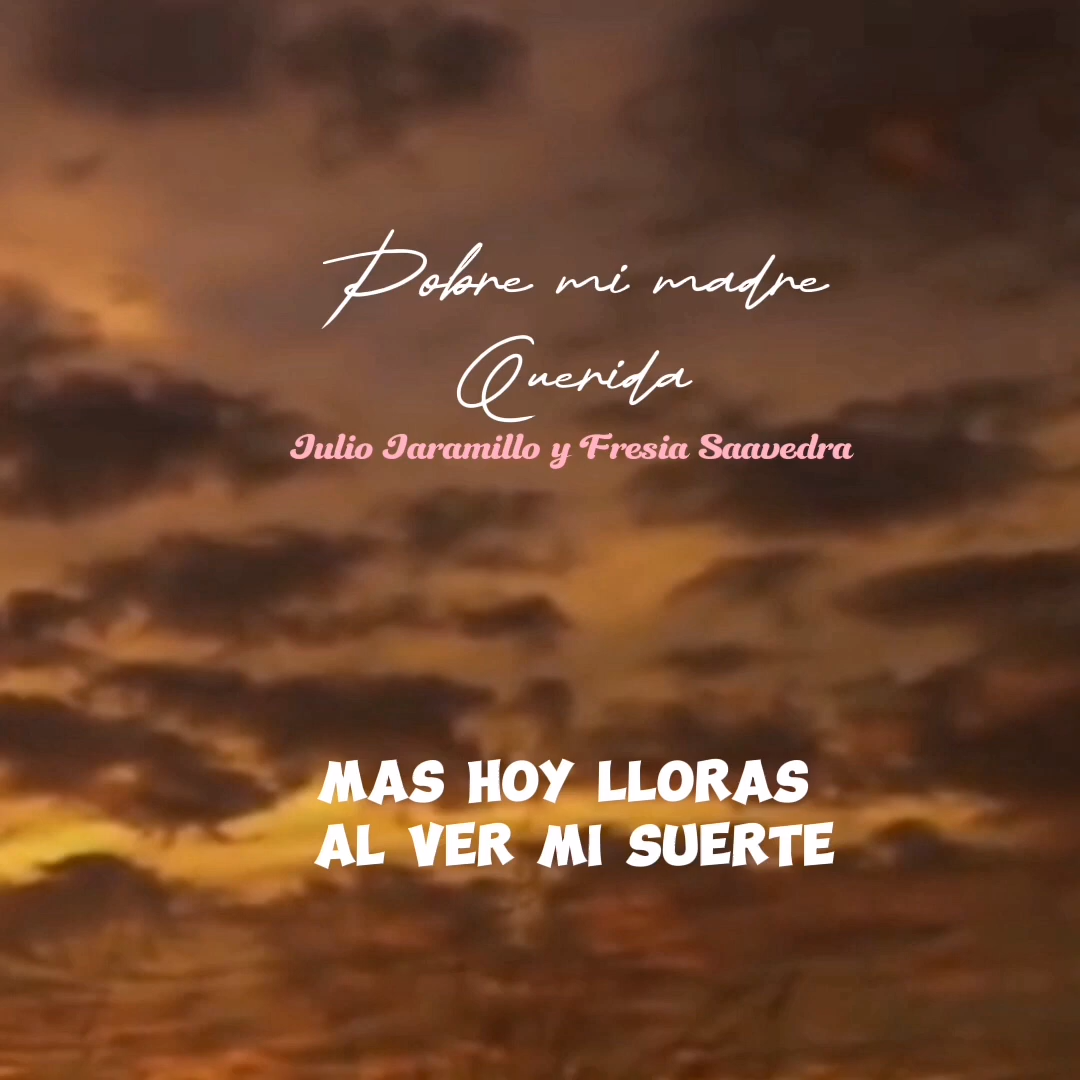 Pobre mi madre
Querida
Julio Jaramillo y Fresia Saavedra
MAS HOY LLORAS
AL VER MI SUERTE